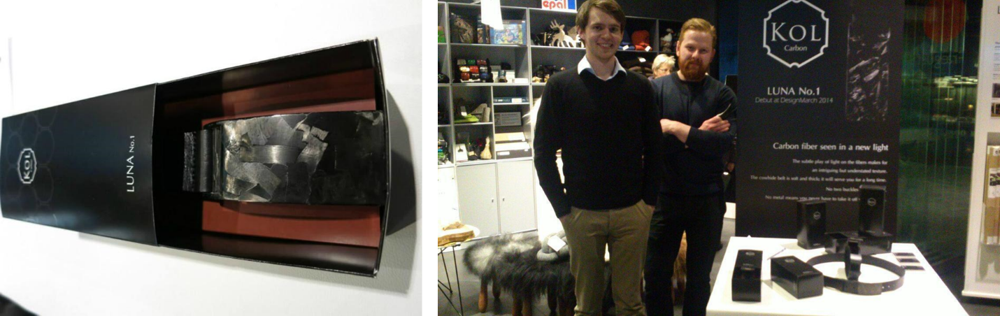 KOL
LUNA No.1
epal
KOL
Carbon
LUNA No.1
Debut at DesignMarch 2014
Carbon fiber seen in a new light
The subtle play of light on the fibers makes for
an intriguing but understated texture.
The cowhide belt is soft and thick; it will serve you for a long time.
No two buckles
No metal means you never have to take it off